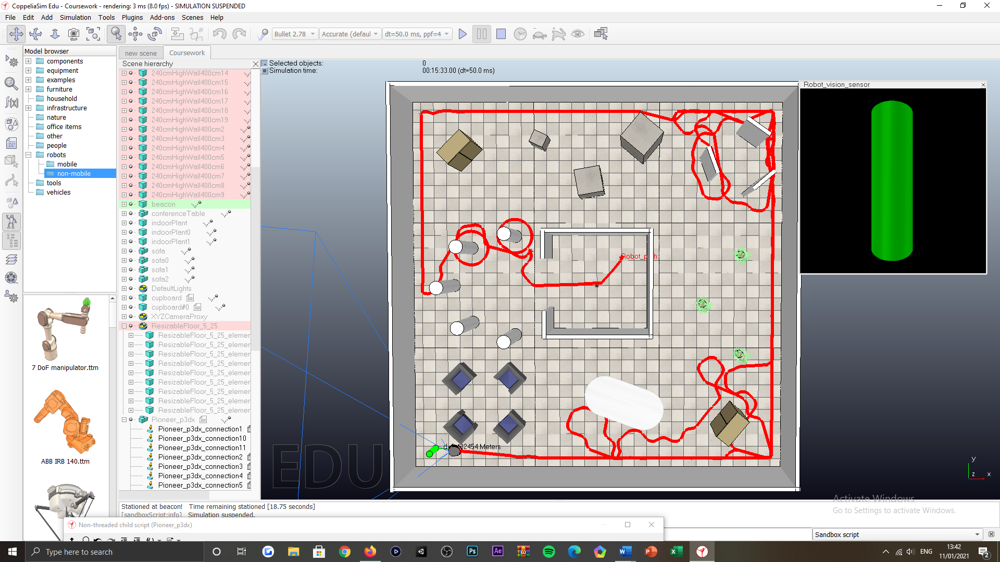 CoppeliaSim Edu - Coursework - rendering: 3 ms (8.0 fps) - SIMULATION SUSPENDED
File Edit Add Simulation Tools Plugins Add-ons Scenes Help
Bullet 2.78 Accurate (defaul dt=50.0 ms, ppf=4
Model browser
components
equipment
examples
furniture
household
infrastructure
nature
office items
other
people
robots
mobile
non-mobile
tools
vehicles
7 DoF manipulator.ttm
ABB IRB 140.ttm
new scene Coursework
Scene hierarchy
240cmHighWall400cm14
240cmHighWall400cm15
240cmHighWall400cm16
240cmHighWall400cm17
240cmHighWall400cm18
240cmHighWall400cm19
240cmHighWall400cm2
240cmHighWall400cm3
240cmHighWall400cm4
240cmHighWall400cm5
240cmHighWall400cm6
240cmHighWall400cm7
240cmHighWall400cm8
240cmHighWall400cm9
beacon
conferenceTable
indoorPlant
indoorPlant0
indoorPlant1
sofa
sofa0
sofa1
sofa2
DefaultLights
cupboard
cupboard#0
XYZCameraProxy
ResizableFloor_5_25
ResizableFloor_5_25_elemer
ResizableFloor_5_25_elemer
ResizableFloor_5_25_elemer
ResizableFloor_5_25_elemer
ResizableFloor_5_25_elemer
ResizableFloor_5_25_elemer
ResizableFloor_5_25_elemer
ResizableFloor_5_25_elemer
ResizableFloor_5_25_elemer
Pioneer_p3dx
Pioneer_p3dx_connection1
Pioneer_p3dx_connection10
Pioneer_p3dx_connection11
Pioneer_p3dx_connection2
Pioneer_p3dx_connection3
Pioneer_p3dx_connection4
Pioneer_p3dx_connection5
Selected objects: 0
Simulation time: 00:15:33.00 (dt=50.0 ms)
Robot_vision_sensor
Meters
EDU
y
z x
Activate Windows
Go to Settings to activate Windows.
Stationed at beacon! Time remaining stationed [18.75 seconds]
[sandboxScript:info] Simulation suspended.
Non-threaded child script (Pioneer_p3dx)
Sandbox script
Type here to search
ENG
13:42
11/01/2021
2